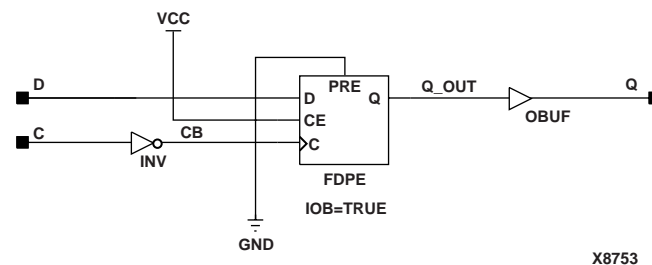 VCC
D
PRE
D
Q
Q_OUT
Q
CE
OBUF
C
CB
C
INV
FDPE
IOB=TRUE
GND
X8753